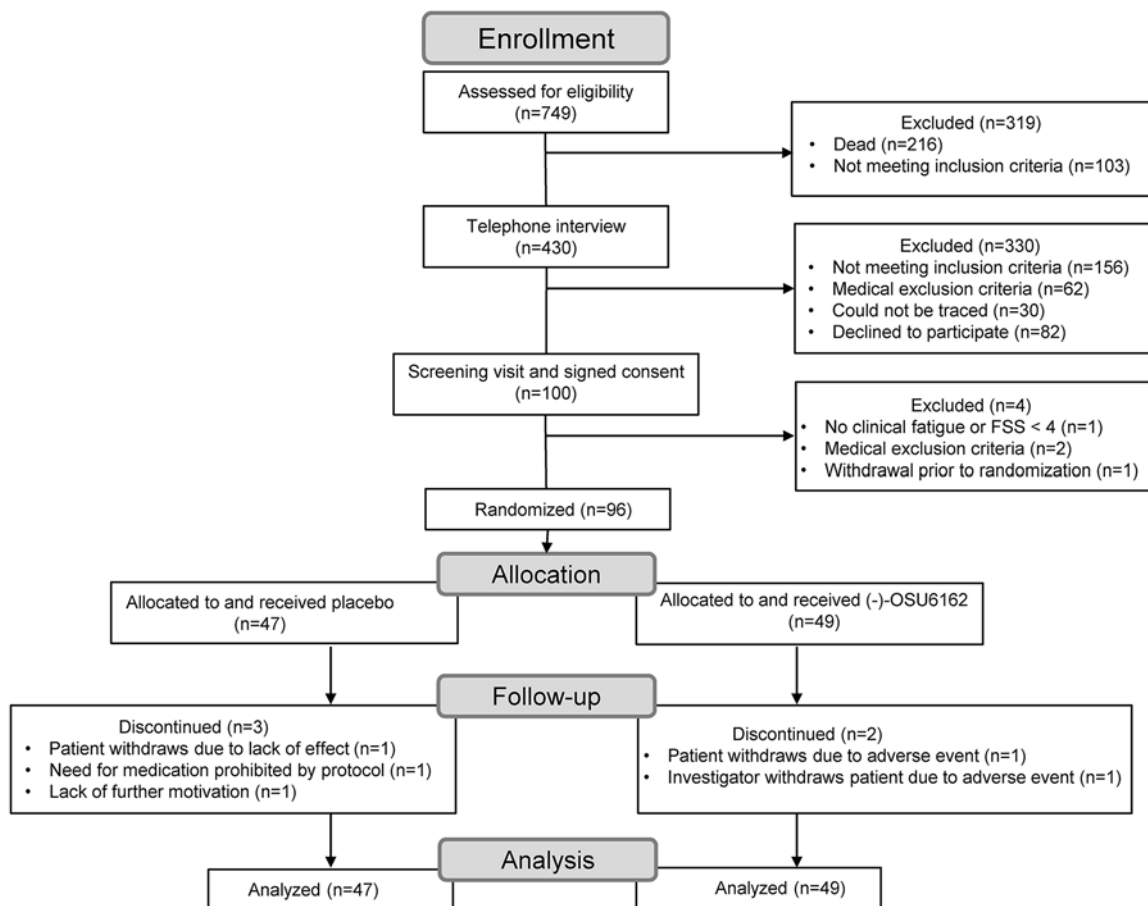 Enrollment
Assessed for eligibility
(n=749)
Excluded (n=319)
• Dead (n=216)
• Not meeting inclusion criteria (n=103)
Telephone interview
(n=430)
Excluded (n=330)
• Not meeting inclusion criteria (n=156)
• Medical exclusion criteria (n=62)
• Could not be traced (n=30)
• Declined to participate (n=82)
Screening visit and signed consent
(n=100)
Excluded (n=4)
• No clinical fatigue or FSS < 4 (n=1)
• Medical exclusion criteria (n=2)
• Withdrawal prior to randomization (n=1)
Randomized (n=96)
Allocation
Allocated to and received placebo
(n=47)
Allocated to and received (-)-OSU6162
(n=49)
Follow-up
Discontinued (n=3)
• Patient withdraws due to lack of effect (n=1)
• Need for medication prohibited by protocol (n=1)
• Lack of further motivation (n=1)
Discontinued (n=2)
• Patient withdraws due to adverse event (n=1)
• Investigator withdraws patient due to adverse event (n=1)
Analysis
Analyzed (n=47)
Analyzed (n=49)